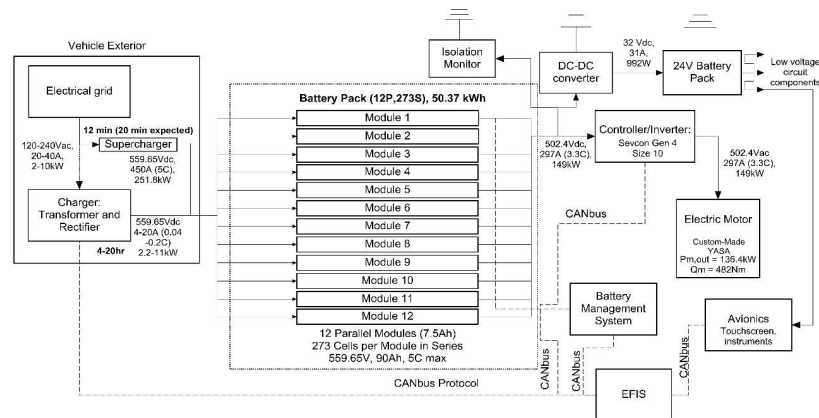 Vehicle Exterior
Electrical grid
12 min (20 min expected)
Supercharger
120-240Vac,
20-40A,
2-10kW
559.65Vdc,
450A (5C),
251.8kW
Charger:
Transformer and
Rectifier
559.65Vdc
4-20A (0.04
-0.2C)
2.2-11kW
4-20hr
Battery Pack (12P,273S), 50.37 kWh
Module 1
Module 2
Module 3
Module 4
Module 5
Module 6
Module 7
Module 8
Module 9
Module 10
Module 11
Module 12
12 Parallel Modules (7.5Ah)
273 Cells per Module in Series
559.65V, 90Ah, 5C max
CANbus Protocol
Isolation
Monitor
DC-DC
converter
32 Vdc,
31A,
992W
24V Battery
Pack
Low voltage
circuit
components
502.4Vdc,
297A (3.3C),
149kW
Controller/Inverter:
Sevcon Gen 4
Size 10
502.4Vac
297A (3.3C),
149kW
CANbus
Electric Motor
Custom-Made
YASA
Pm,out = 136.4kW
Qm = 482Nm
Battery
Management
System
Avionics
Touchscreen,
instruments
CANbus
CANbus
CANbus
EFIS